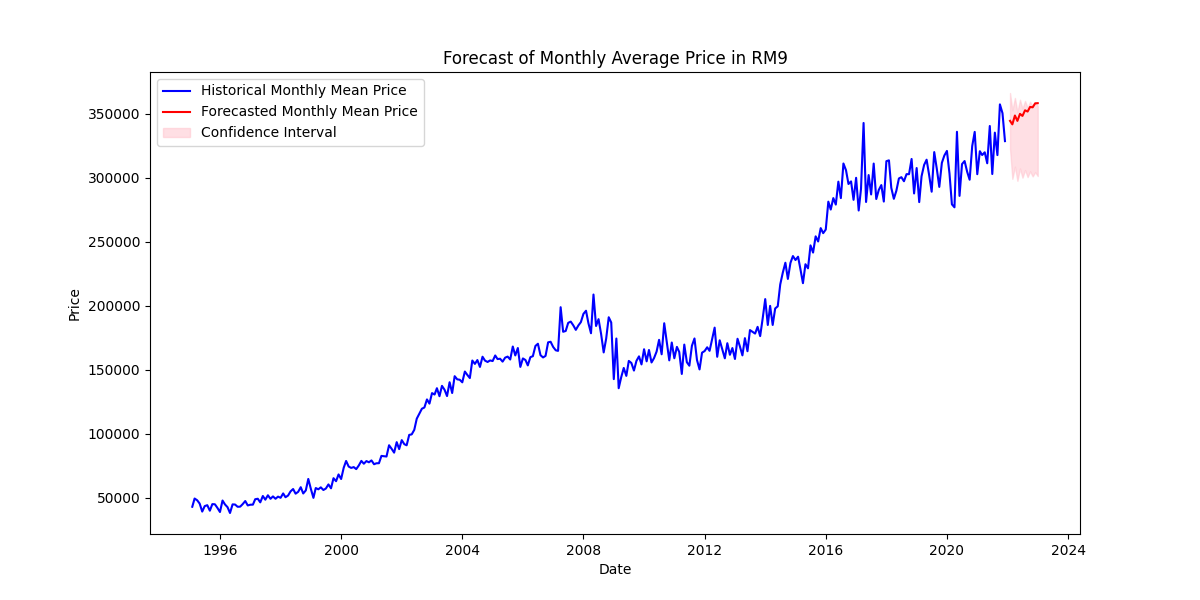 Forecast of Monthly Average Price in RM9
Historical Monthly Mean Price
Forecasted Monthly Mean Price
Confidence Interval
350000
300000
250000
200000
150000
100000
50000
Price
1996 2000 2004 2008 2012 2016 2020 2024
Date